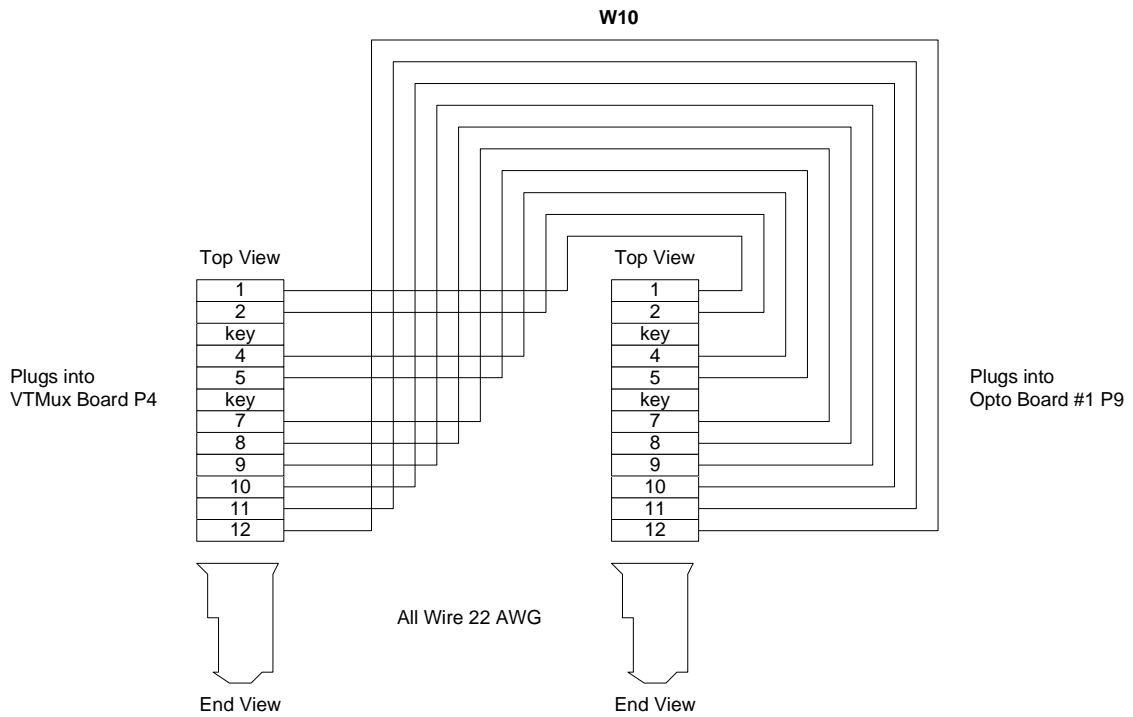 W10
Top View
Top View
1
2
key
4
5
key
7
8
9
10
11
12
1
2
key
4
5
key
7
8
9
10
11
12
Plugs into
VTMux Board P4
Plugs into
Opto Board #1 P9
All Wire 22 AWG
End View
End View